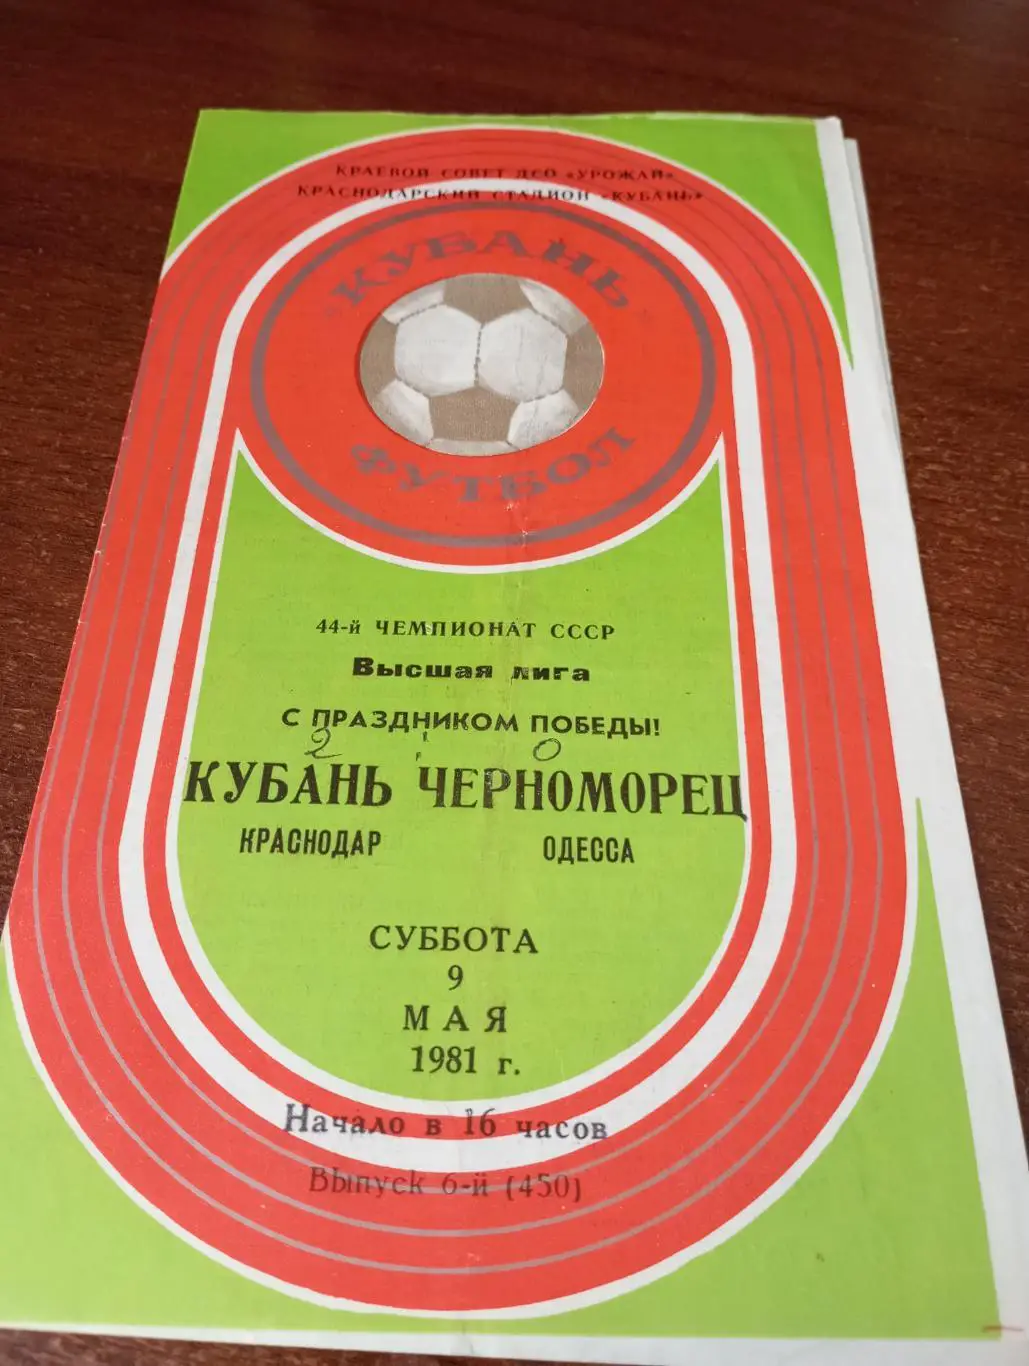 КРАЕВОЙ СОВЕТ ДСО «УРОЖАЙ»
КРАСНОДАРСКИЙ СТАДИОН «КУБАНЬ»
«КУБАНЬ»
ФУТБОЛ
44-й ЧЕМПИОНАТ СССР
Высшая лига
С ПРАЗДНИКОМ ПОБЕДЫ!
2 : 0
КУБАНЬ ЧЕРНОМОРЕЦ
КРАСНОДАР ОДЕССА
СУББОТА
9
МАЯ
1981 г.
Начало в 16 часов
Выпуск 6-й (450)